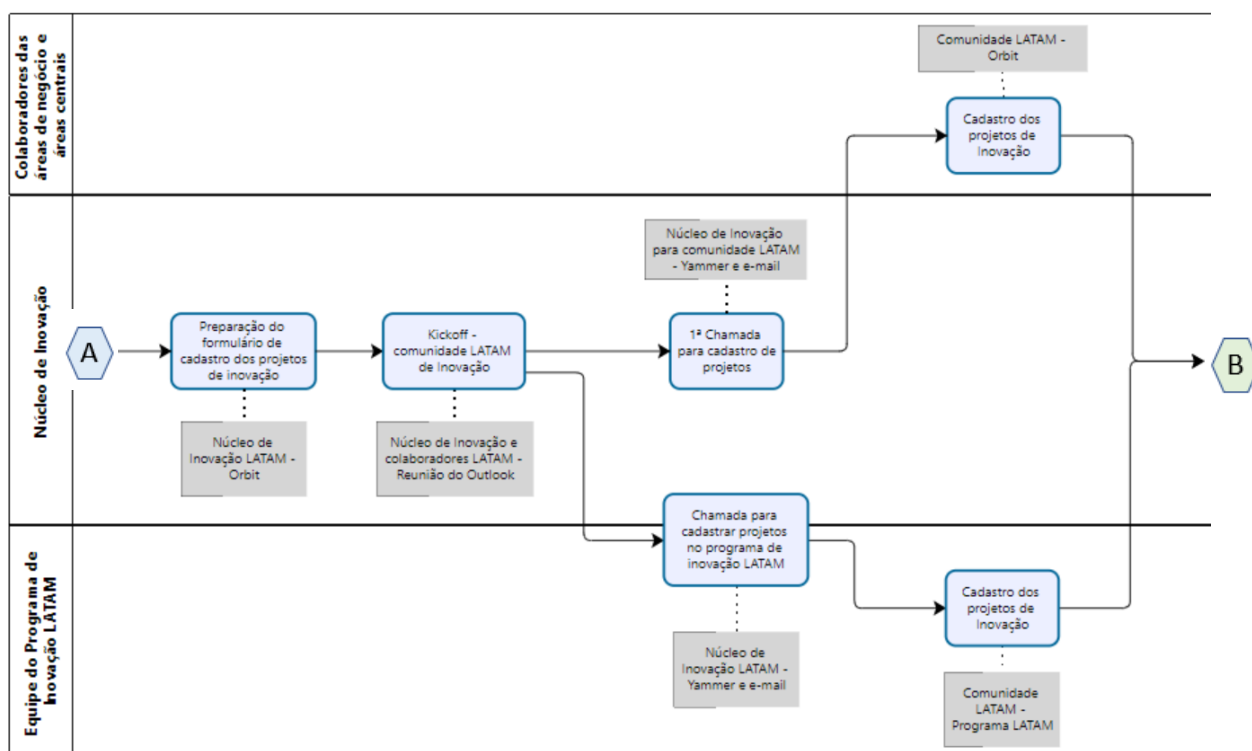 Colaboradores das
áreas de negócio e
áreas centrais
Comunidade LATAM -
Orbit
Cadastro dos
projetos de
Inovação
Núcleo de Inovação
Núcleo de Inovação
para comunidade LATAM
- Yammer e e-mail
A
Preparação do
formulário de
cadastro dos projetos
de inovação
Kickoff -
comunidade LATAM
de Inovação
1ª Chamada
para cadastro de
projetos
B
Núcleo de
Inovação LATAM -
Orbit
Núcleo de Inovação e
colaboradores LATAM -
Reunião do Outlook
Equipe do Programa de
Inovação LATAM
Chamada para
cadastrar projetos
no programa de
inovação LATAM
Cadastro dos
projetos de
Inovação
Núcleo de
Inovação LATAM -
Yammer e e-mail
Comunidade
LATAM -
Programa LATAM